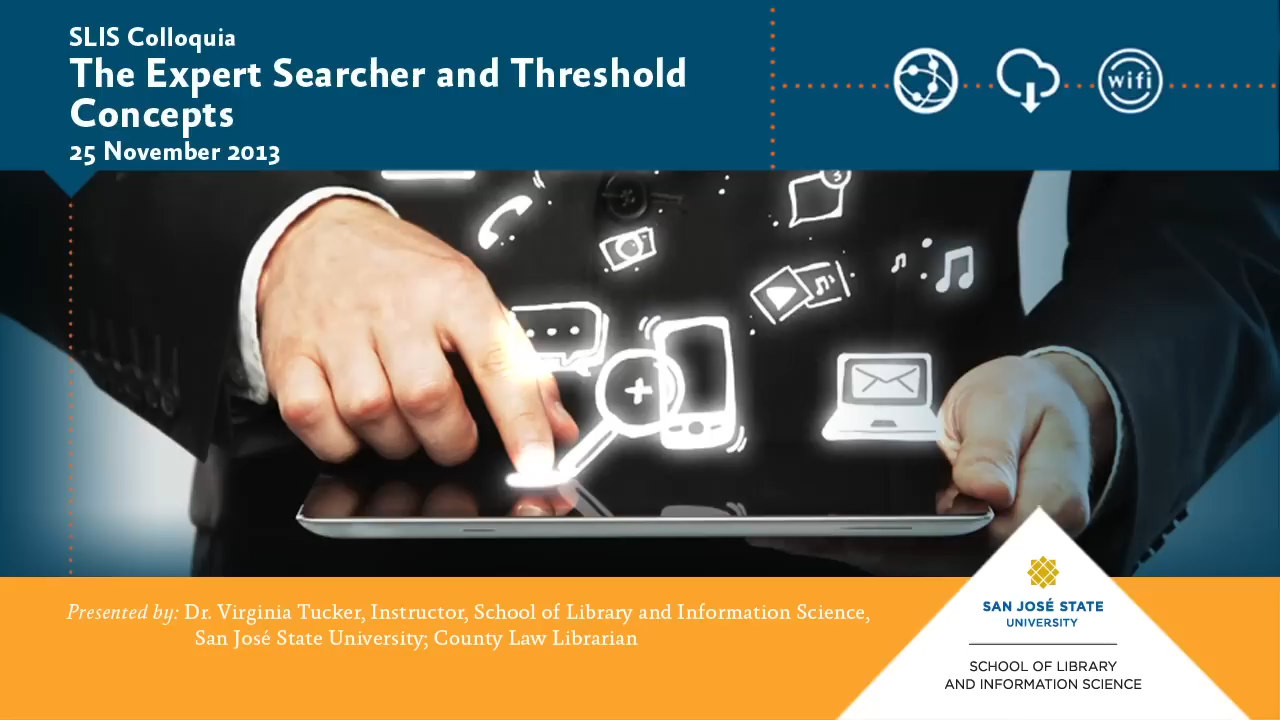 SLIS Colloquia
The Expert Searcher and Threshold
Concepts
25 November 2013
wifi
3
Presented by: Dr. Virginia Tucker, Instructor, School of Library and Information Science,
San José State University; County Law Librarian
SAN JOSÉ STATE
UNIVERSITY
SCHOOL OF LIBRARY
AND INFORMATION SCIENCE